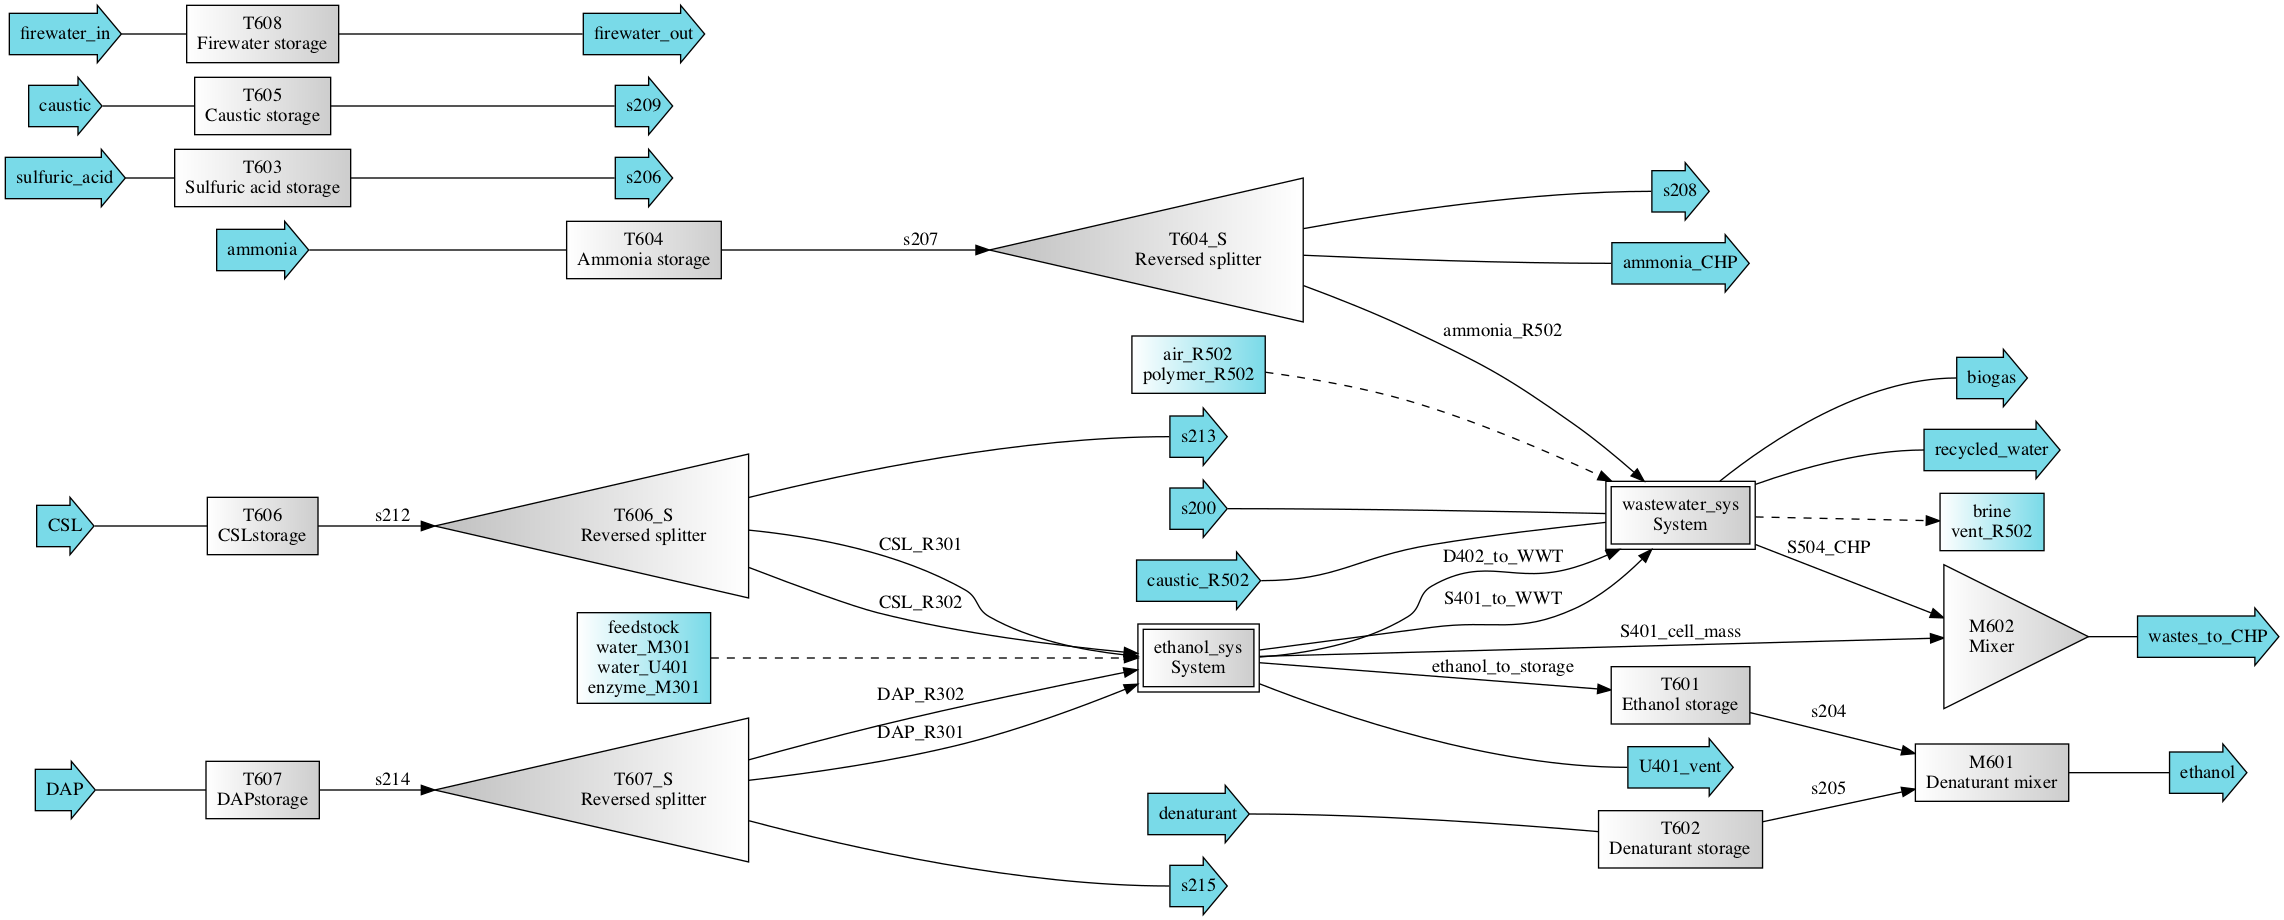 firewater_in
T608
Firewater storage
firewater_out
caustic
T605
Caustic storage
s209
sulfuric_acid
T603
Sulfuric acid storage
s206
ammonia
T604
Ammonia storage
s207
T604_S
Reversed splitter
s208
ammonia_CHP
ammonia_R502
air_R502
polymer_R502
biogas
s213
recycled_water
s200
wastewater_sys
System
brine
vent_R502
CSL
T606
CSLstorage
s212
T606_S
Reversed splitter
CSL_R301
CSL_R302
caustic_R502
D402_to_WWT
S401_to_WWT
S504_CHP
feedstock
water_M301
water_U401
enzyme_M301
ethanol_sys
System
S401_cell_mass
M602
Mixer
wastes_to_CHP
ethanol_to_storage
T601
Ethanol storage
s204
DAP_R302
DAP_R301
DAP
T607
DAPstorage
s214
T607_S
Reversed splitter
U401_vent
M601
Denaturant mixer
ethanol
denaturant
T602
Denaturant storage
s205
s215